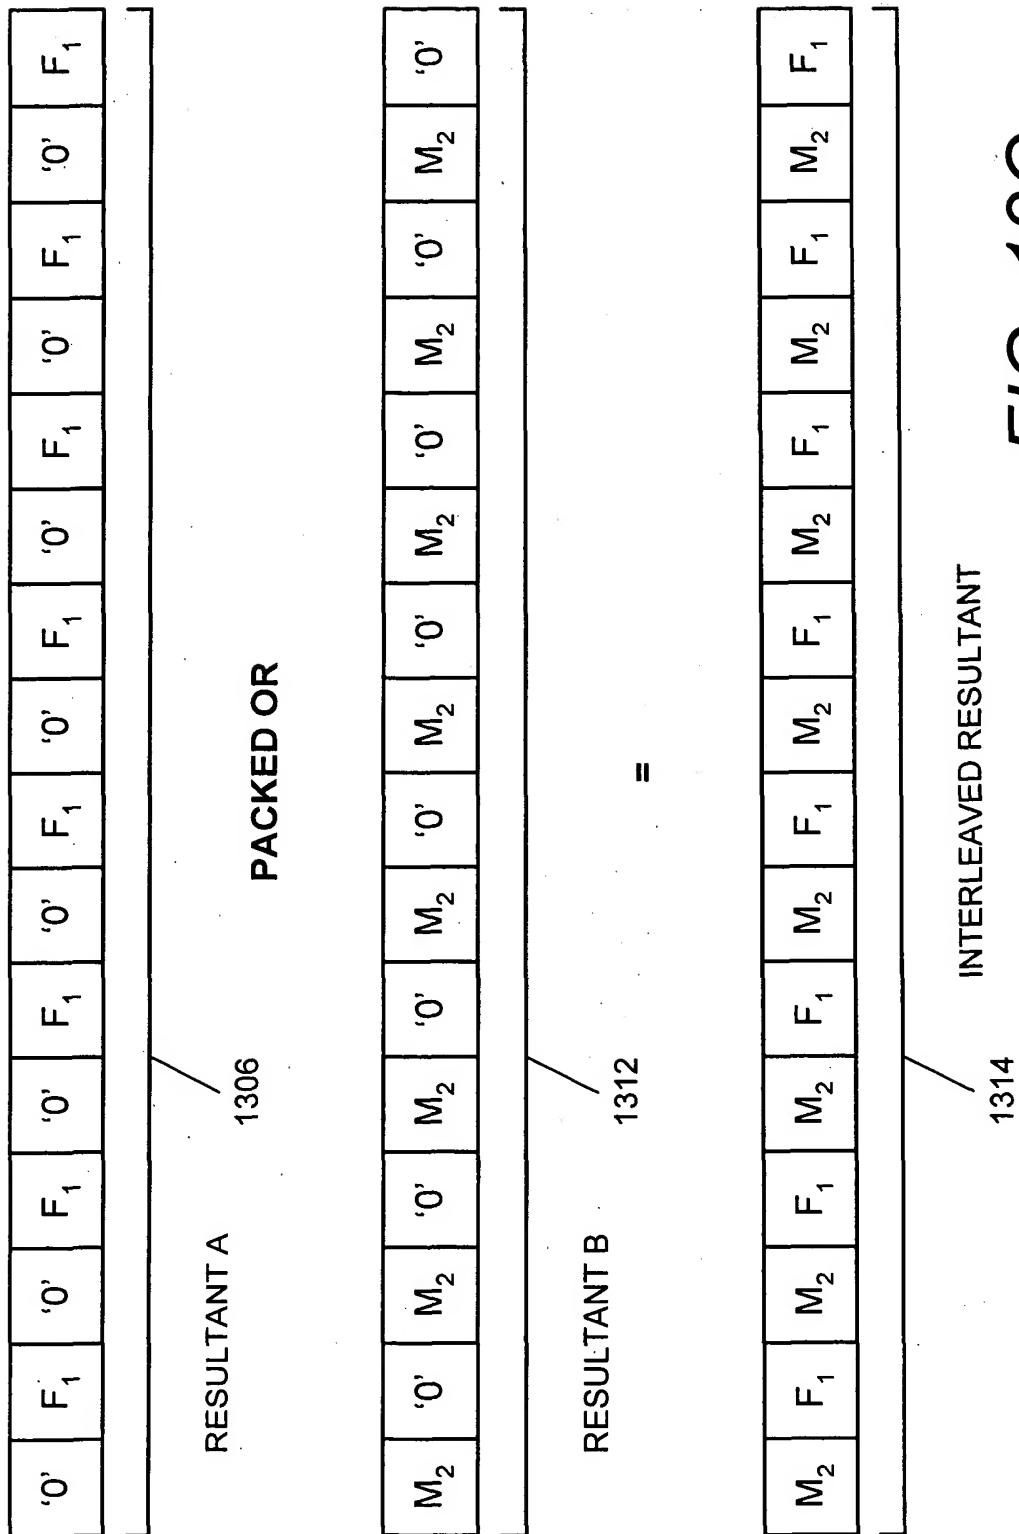 ‘0’ F₁ ‘0’ F₁ ‘0’ F₁ ‘0’ F₁ ‘0’ F₁ ‘0’ F₁ ‘0’ F₁ ‘0’ F₁
RESULTANT A
1306
PACKED OR
M₂ ‘0’ M₂ ‘0’ M₂ ‘0’ M₂ ‘0’ M₂ ‘0’ M₂ ‘0’ M₂ ‘0’ M₂ ‘0’
RESULTANT B
1312
=
M₂ F₁ M₂ F₁ M₂ F₁ M₂ F₁ M₂ F₁ M₂ F₁ M₂ F₁ M₂ F₁
1314
INTERLEAVED RESULTANT